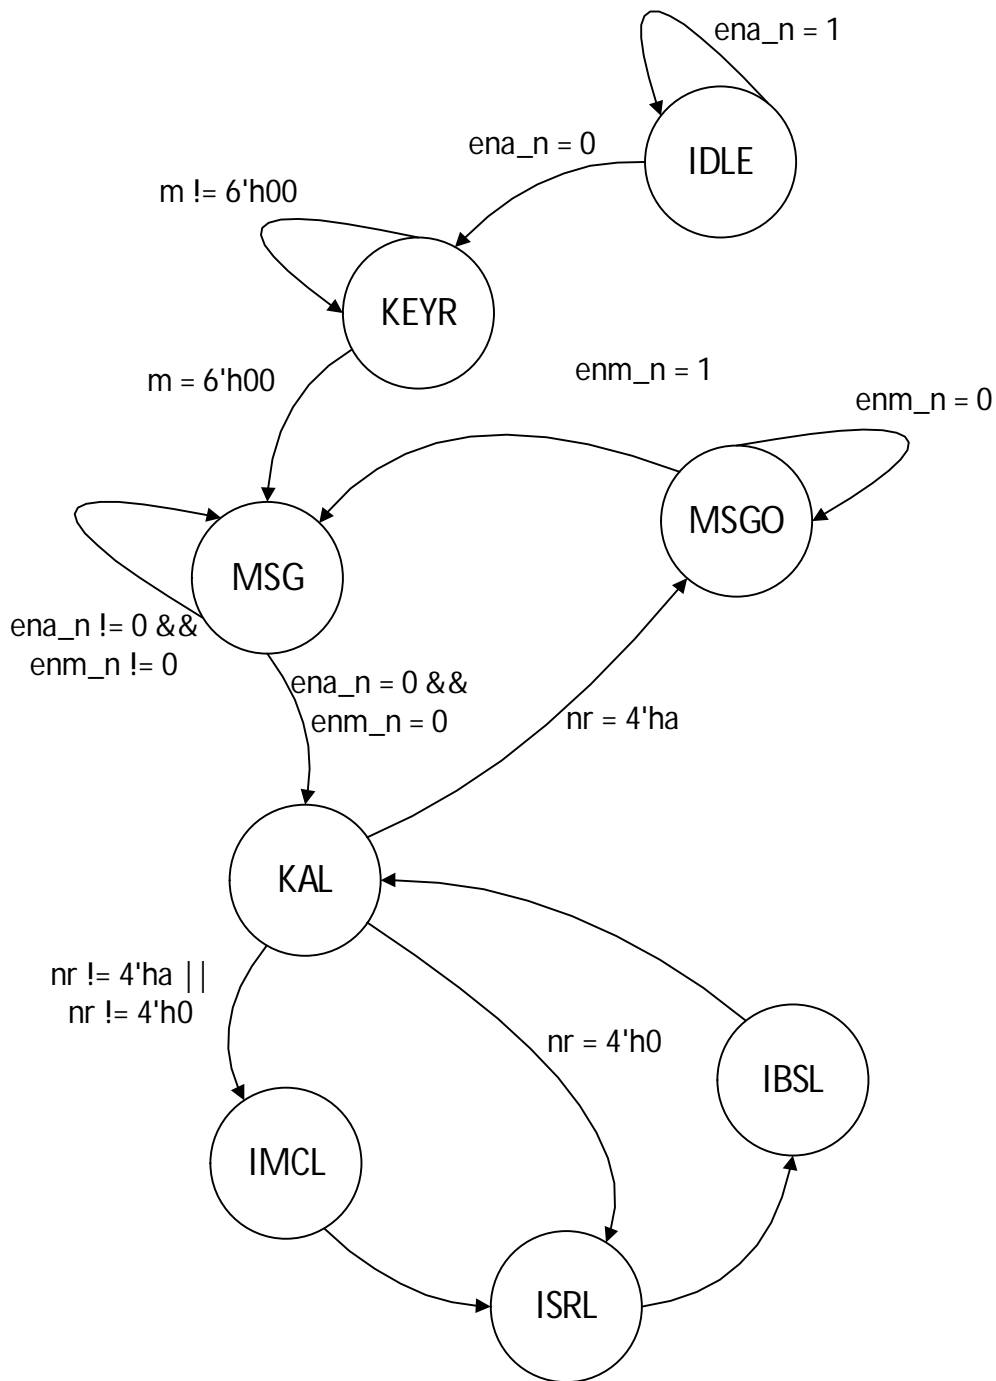 ena_n = 1
IDLE
ena_n = 0
m != 6'h00
KEYR
m = 6'h00
enm_n = 1
enm_n = 0
MSGO
MSG
ena_n != 0 &&
enm_n != 0
ena_n = 0 &&
enm_n = 0
nr = 4'ha
KAL
nr != 4'ha ||
nr != 4'h0
nr = 4'h0
IBSL
IMCL
ISRL